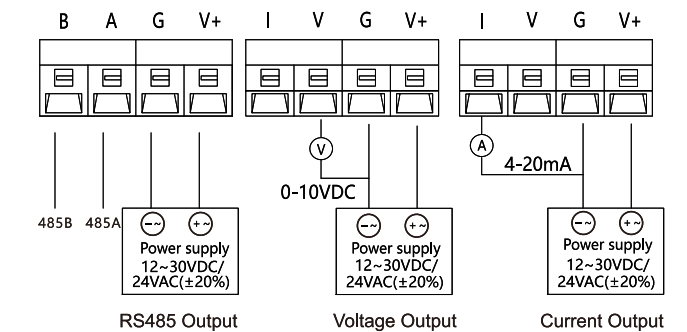 B A G V+ I V G V+ I V G V+
V
A
4-20mA
0-10VDC
485B 485A
−~ +~ −~ +~ −~ +~
Power supply Power supply Power supply
12~30VDC/ 12~30VDC/ 12~30VDC/
24VAC(±20%) 24VAC(±20%) 24VAC(±20%)
RS485 Output Voltage Output Current Output